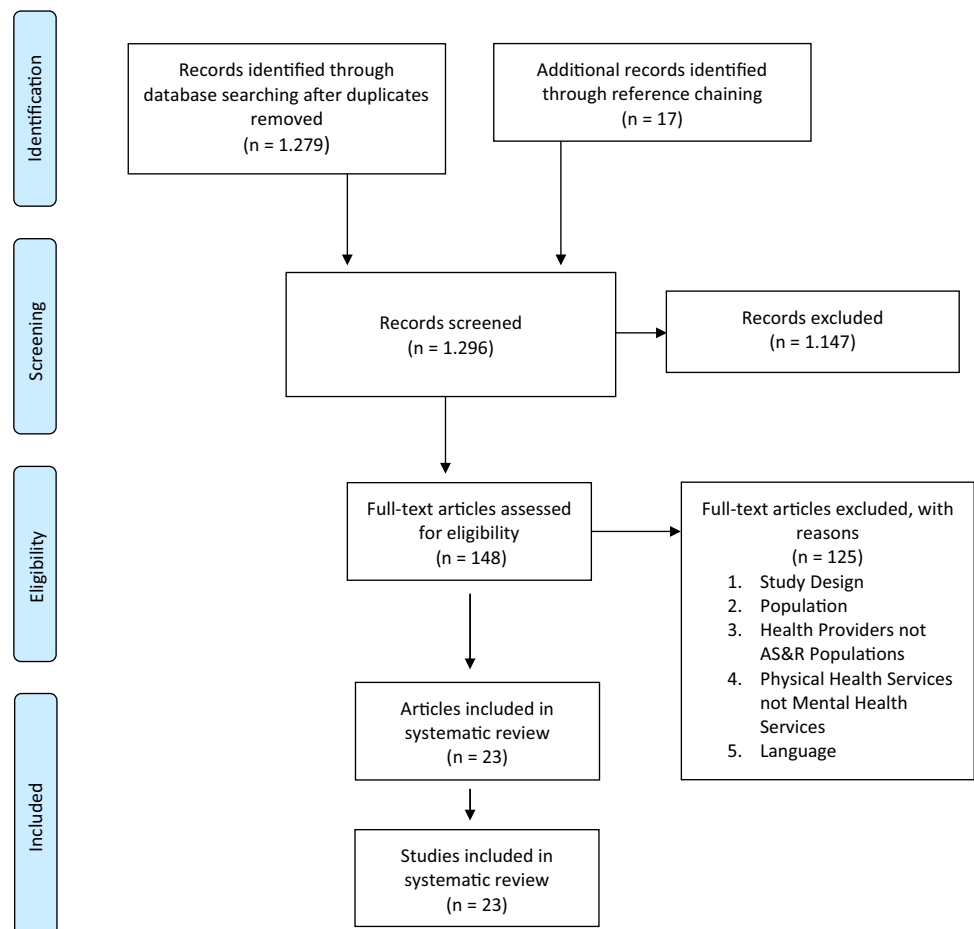 Identification
Records identified through
database searching after duplicates
removed
(n = 1.279)
Additional records identified
through reference chaining
(n = 17)
Screening
Records screened
(n = 1.296)
Records excluded
(n = 1.147)
Eligibility
Full-text articles assessed
for eligibility
(n = 148)
Full-text articles excluded, with
reasons
(n = 125)
1. Study Design
2. Population
3. Health Providers not
AS&R Populations
4. Physical Health Services
not Mental Health
Services
5. Language
Included
Articles included in
systematic review
(n = 23)
Studies included in
systematic review
(n = 23)